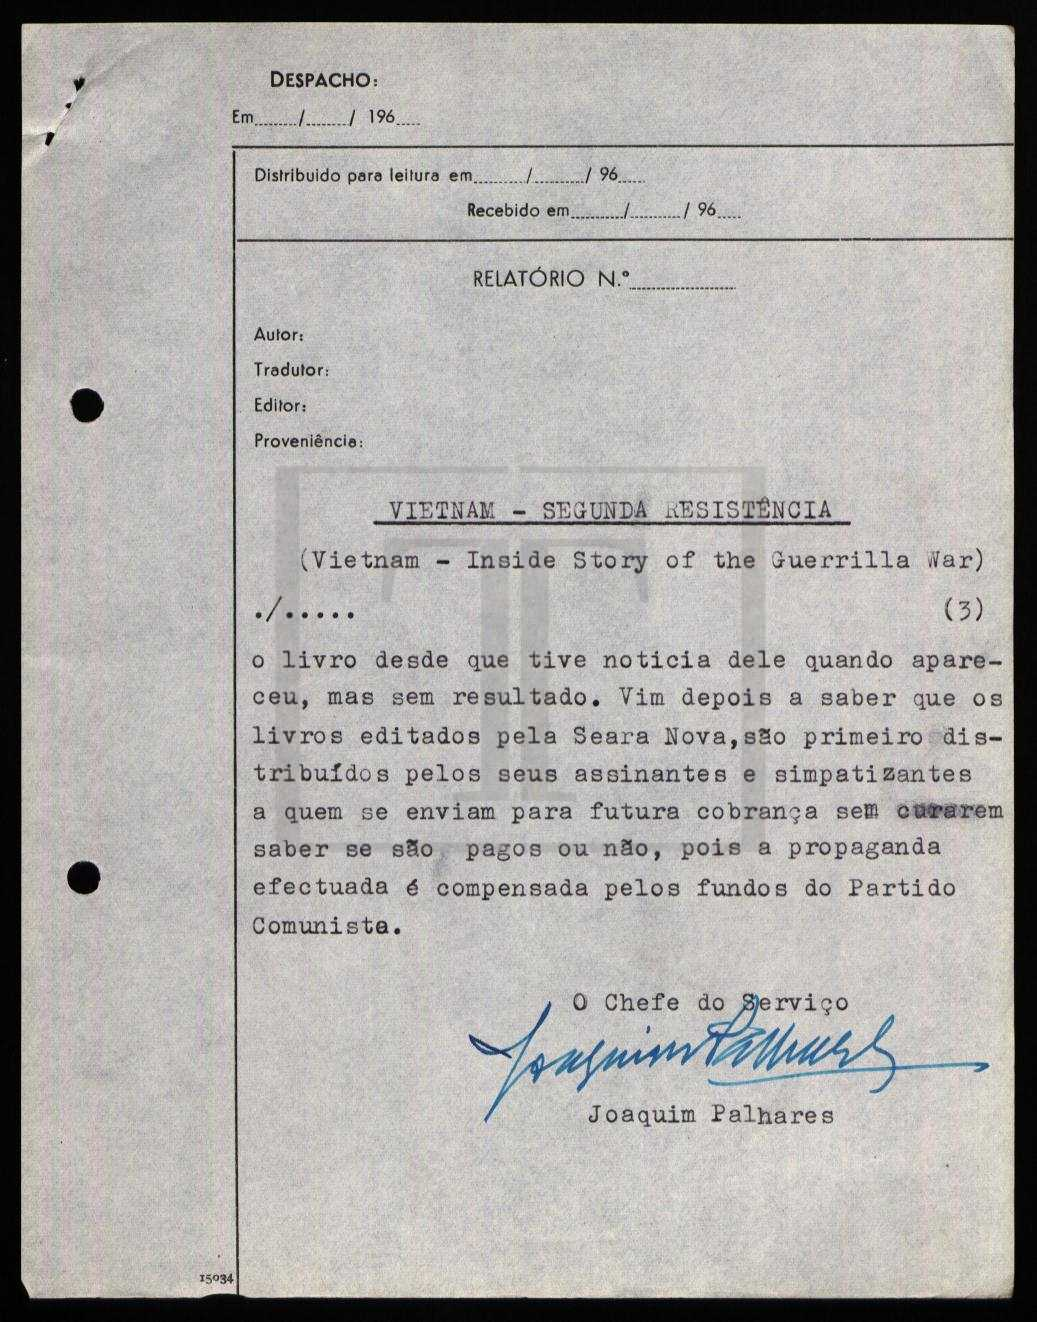 DESPACHO:
Em......./......./ 196.....
Distribuido para leitura em......./......./ 96.....
Recebido em......./......./ 96.....
RELATÓRIO N.º...............
Autor:
Tradutor:
Editor:
Proveniência:
VIETNAM - SEGUNDA RESISTÊNCIA
(Vietnam - Inside Story of the Guerrilla War)
./..... (3)
o livro desde que tive noticia dele quando apare-
ceu, mas sem resultado. Vim depois a saber que os
livros editados pela Seara Nova,são primeiro dis-
tribuídos pelos seus assinantes e simpatizantes
a quem se enviam para futura cobrança sem curarem
saber se são pagos ou não, pois a propaganda
efectuada é compensada pelos fundos do Partido
Comunista.
O Chefe do Serviço
Joaquim Palhares
Joaquim Palhares
15034